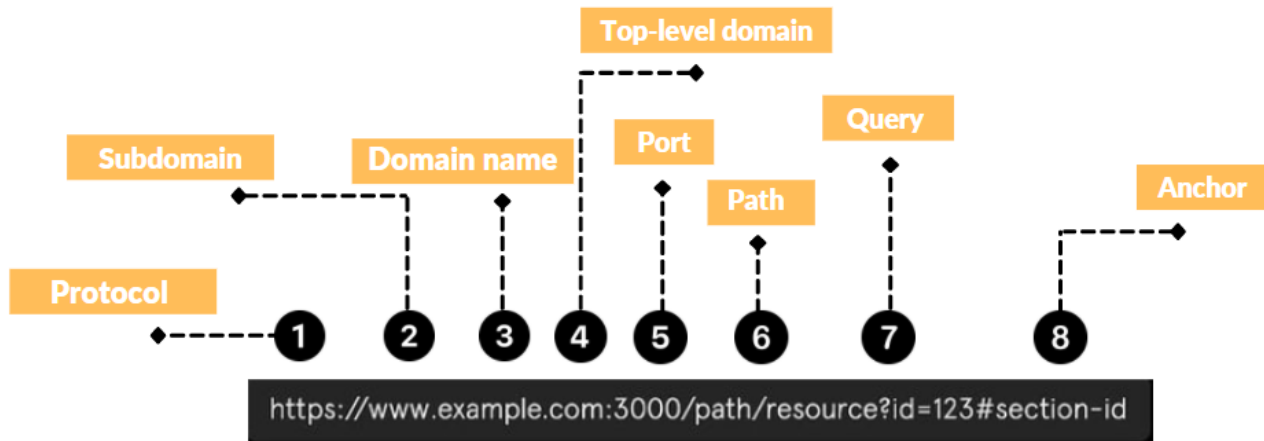 Top-level domain
Query
Port
Subdomain
Domain name
Path
Anchor
Protocol
1 2 3 4 5 6 7 8
https://www.example.com:3000/path/resource?id=123#section-id